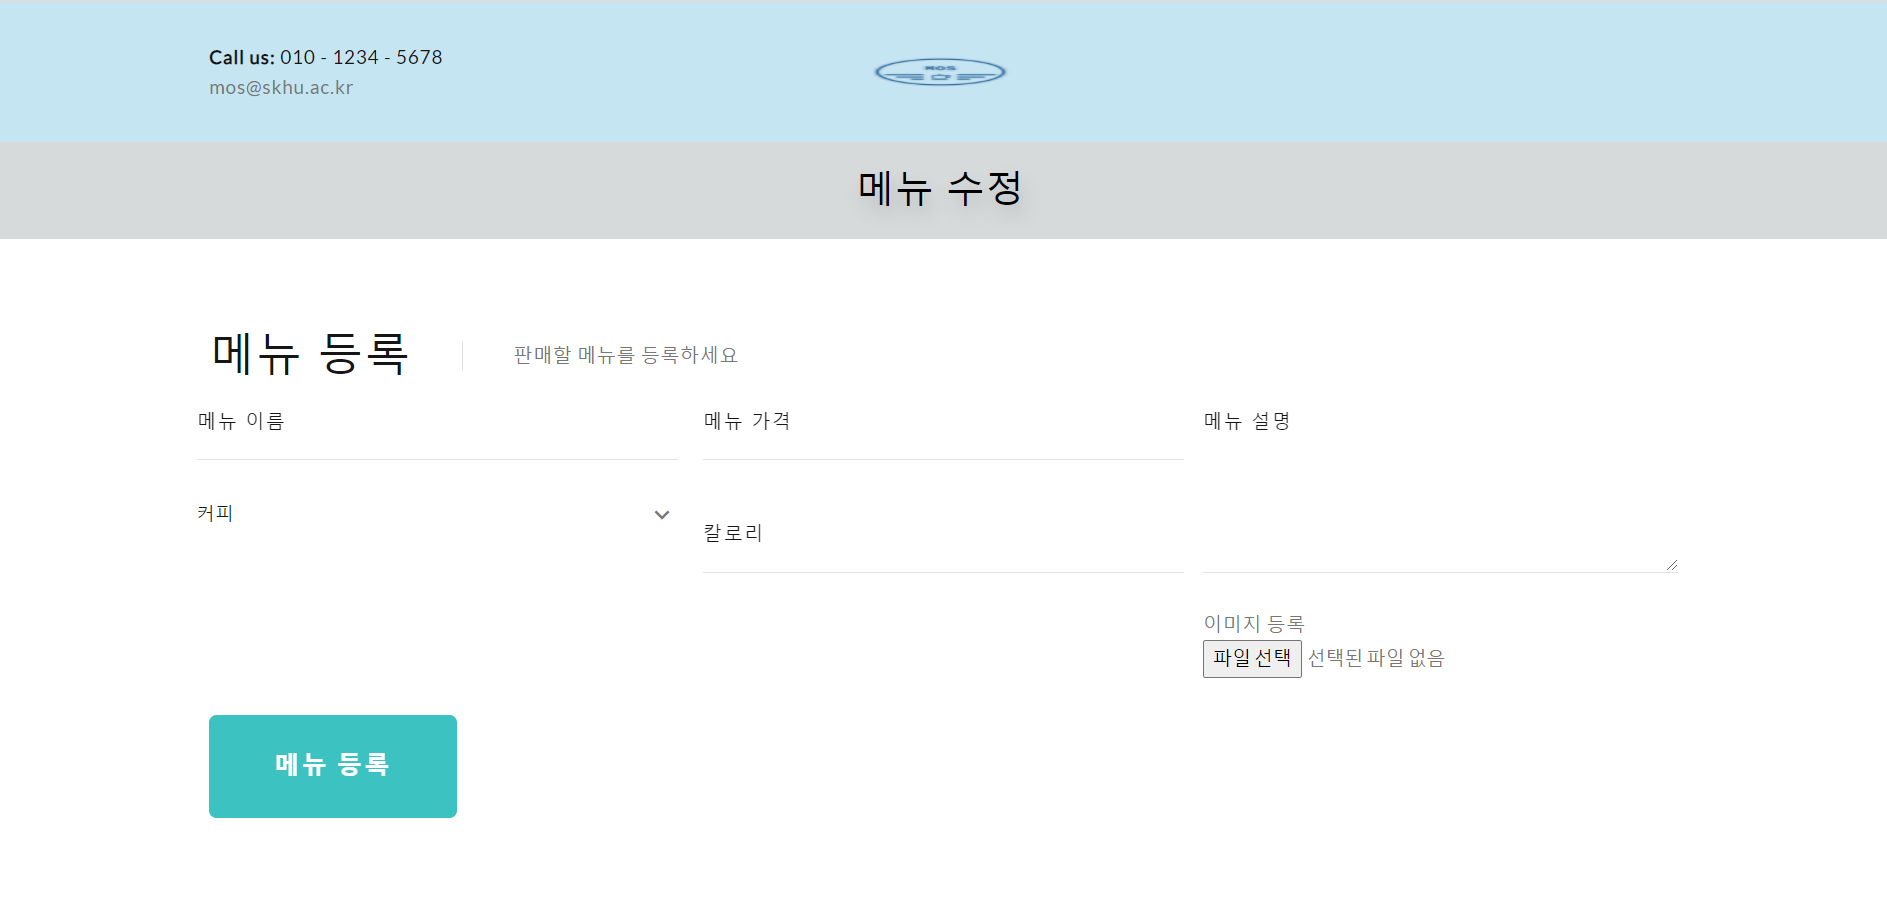 Call us: 010 - 1234 - 5678
mos@skhu.ac.kr
MOS
메뉴 수정
메뉴 등록
판매할 메뉴를 등록하세요
메뉴 이름
메뉴 가격
메뉴 설명
커피
칼로리
이미지 등록
파일 선택 선택된 파일 없음
메뉴 등록